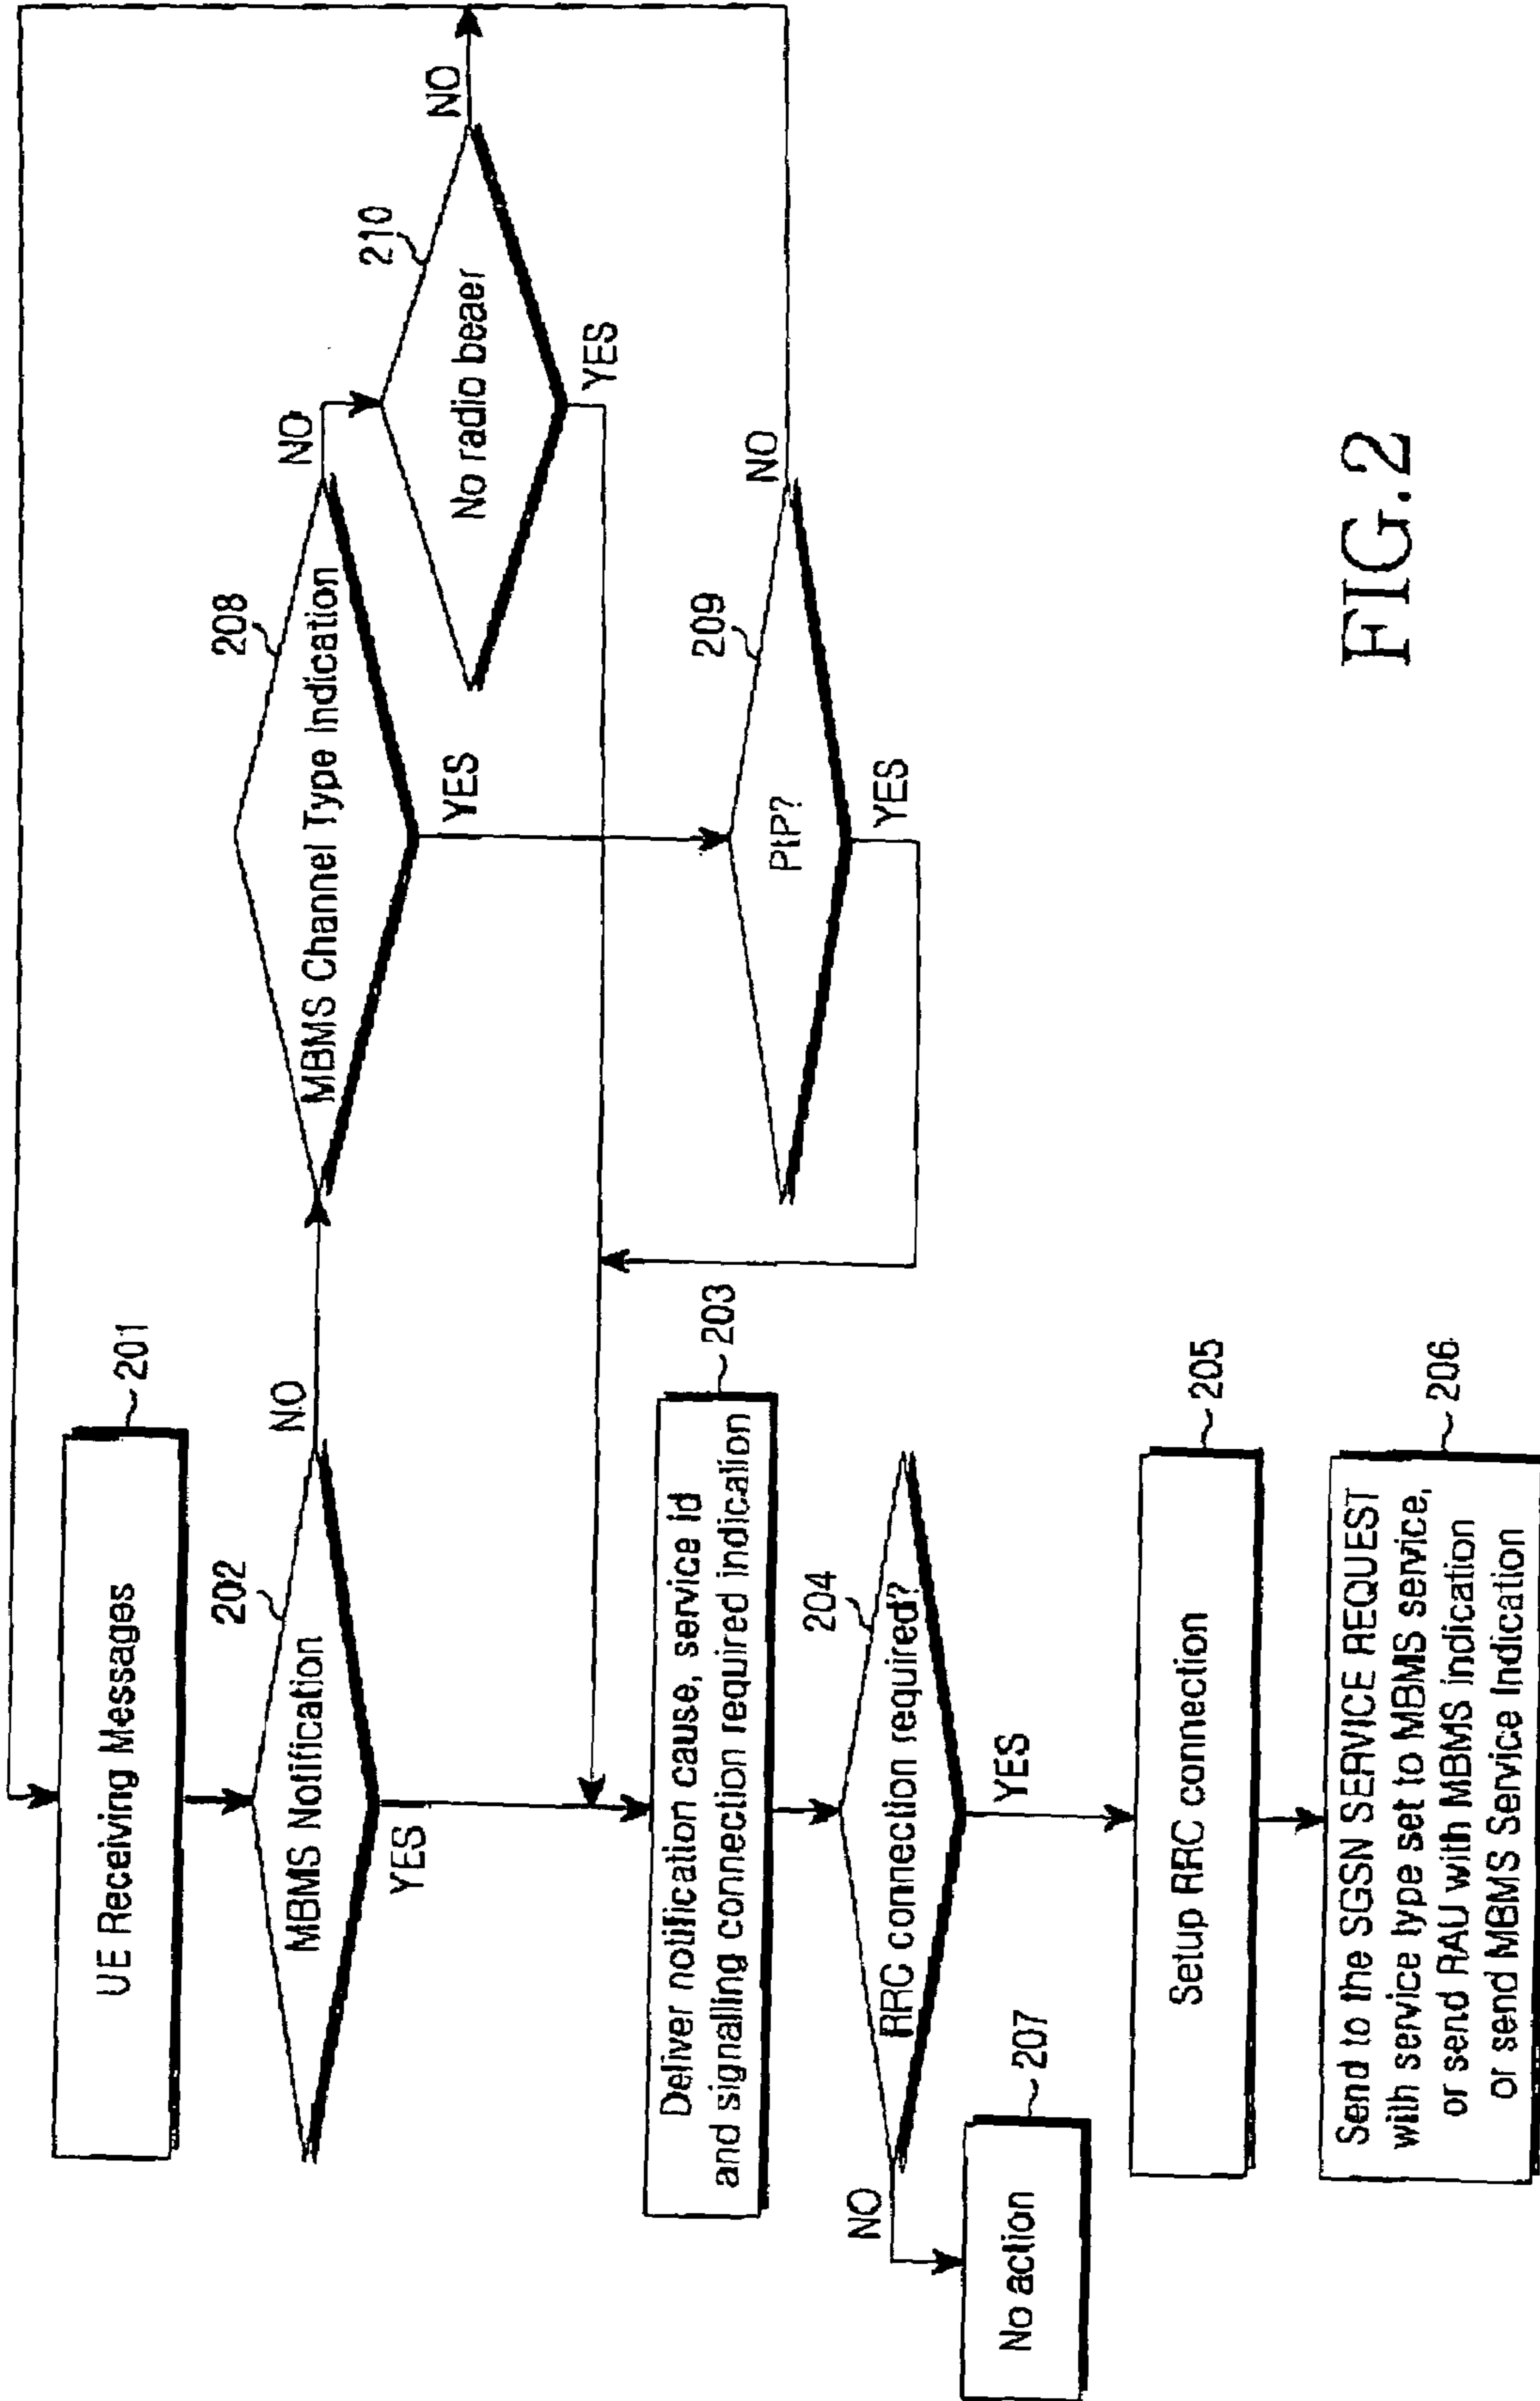 UE Receiving Messages
201
MBMS Notification
202
NO
YES
MBMS Channel Type Indication
208
NO
YES
No radio beaer
210
NO
YES
PtP?
209
NO
YES
Deliver notification cause, service id
and signalling connection required indication
203
RRC connection required?
204
NO
YES
No action
207
Setup RRC connection
205
Send to the SGSN SERVICE REQUEST
with service type set to MBMS service,
or send RAU with MBMS indication
or send MBMS Service Indication
206
FIG.2